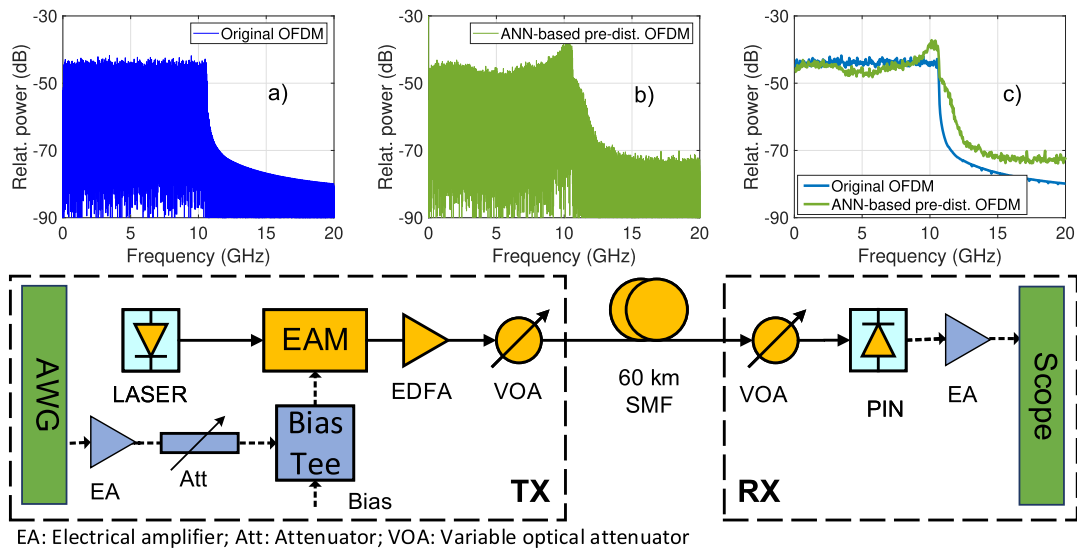 -30
-50
-70
-90
0
5
10
15
20
Relat. power (dB)
Frequency (GHz)
Original OFDM
a)
-30
-50
-70
-90
0
5
10
15
20
Relat. power (dB)
Frequency (GHz)
ANN-based pre-dist. OFDM
b)
-30
-50
-70
-90
0
5
10
15
20
Relat. power (dB)
Frequency (GHz)
c)
Original OFDM
ANN-based pre-dist. OFDM
AWG
LASER
EAM
EDFA
VOA
60 km
SMF
VOA
PIN
EA
Scope
EA
Att
Bias
Tee
Bias
TX
RX
EA: Electrical amplifier; Att: Attenuator; VOA: Variable optical attenuator